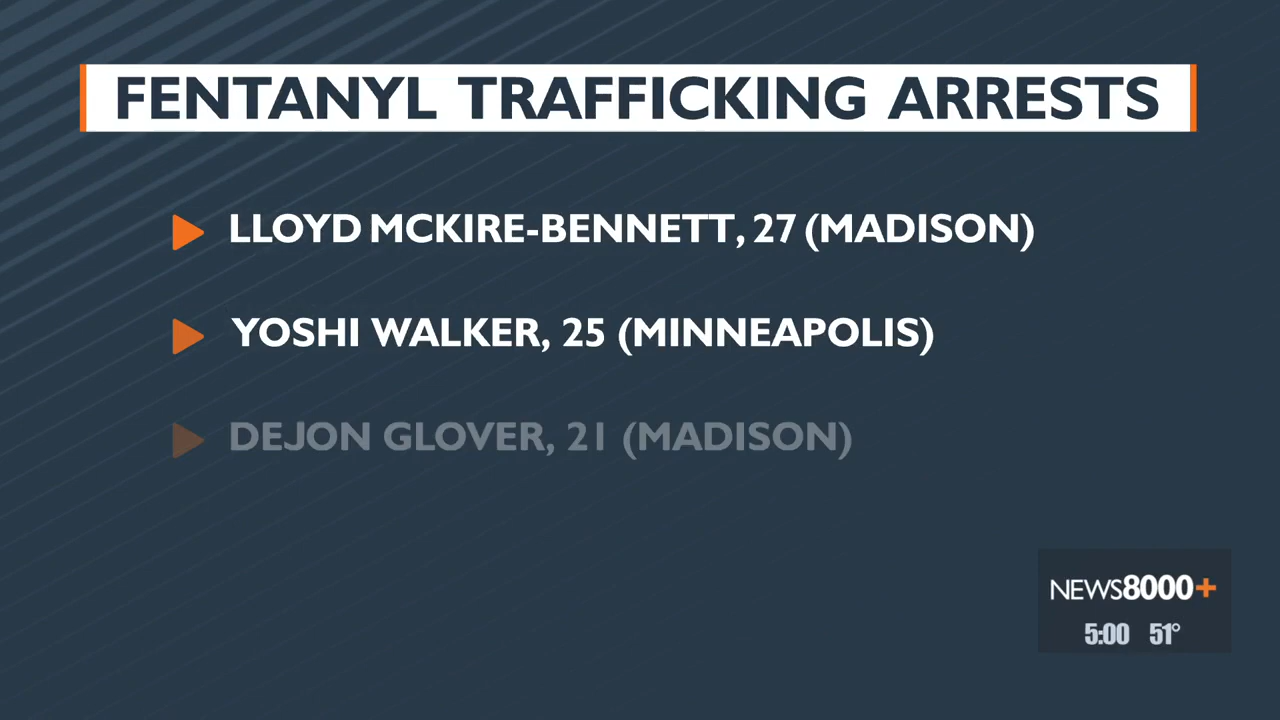 FENTANYL TRAFFICKING ARRESTS
LLOYD MCKIRE-BENNETT, 27 (MADISON)
YOSHI WALKER, 25 (MINNEAPOLIS)
DEJON GLOVER, 21 (MADISON)
NEWS8000+
5:00 51°